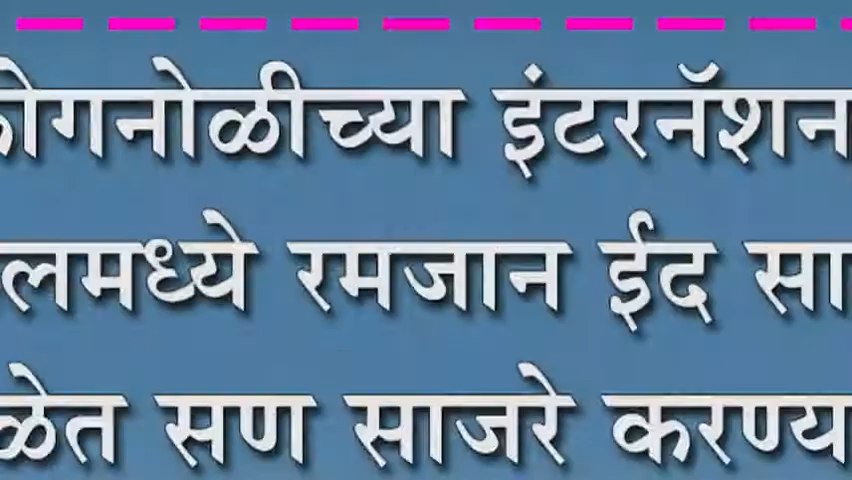 कोगनोळीच्या इंटरनॅशन
लमध्ये रमजान ईद सा
ळेत सण साजरे करण्य